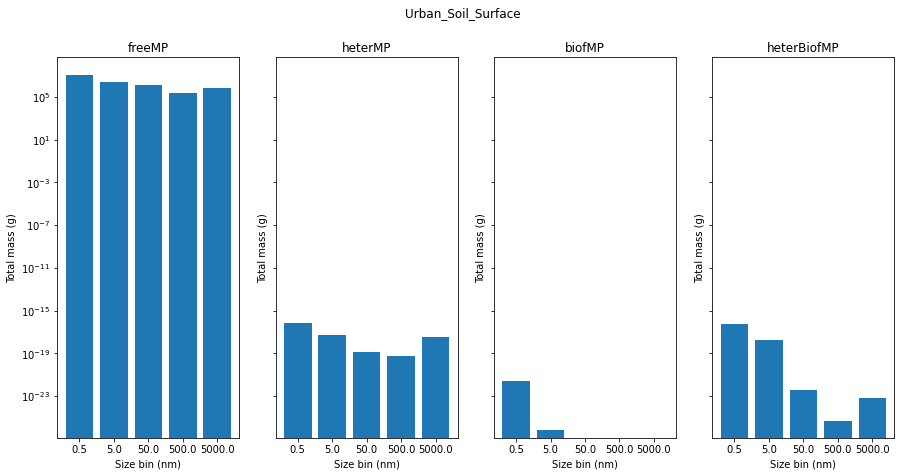 Urban_Soil_Surface
freeMP
heterMP
biofMP
heterBiofMP
Total mass (g)
10^5
10^1
10^-3
10^-7
10^-11
10^-15
10^-19
10^-23
0.5 5.0 50.0 500.0 5000.0
Size bin (nm)
Total mass (g)
0.5 5.0 50.0 500.0 5000.0
Size bin (nm)
Total mass (g)
0.5 5.0 50.0 500.0 5000.0
Size bin (nm)
Total mass (g)
0.5 5.0 50.0 500.0 5000.0
Size bin (nm)